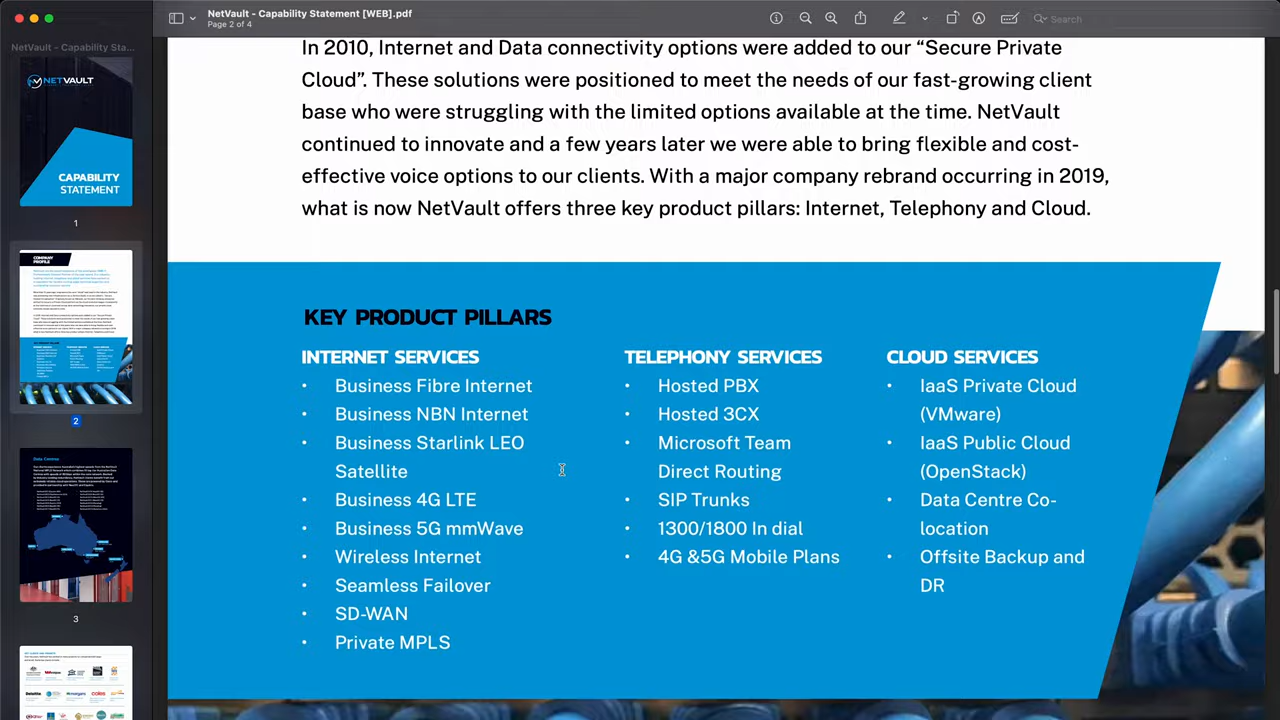 NetVault - Capability Statement [WEB].pdf
Page 2 of 4
Search
NetVault - Capability Sta...
NETVAULT
CAPABILITY
STATEMENT
1
COMPANY
PROFILE
2
Data Centres
3
In 2010, Internet and Data connectivity options were added to our “Secure Private
Cloud”. These solutions were positioned to meet the needs of our fast-growing client
base who were struggling with the limited options available at the time. NetVault
continued to innovate and a few years later we were able to bring flexible and cost-
effective voice options to our clients. With a major company rebrand occurring in 2019,
what is now NetVault offers three key product pillars: Internet, Telephony and Cloud.
KEY PRODUCT PILLARS
INTERNET SERVICES
• Business Fibre Internet
• Business NBN Internet
• Business Starlink LEO
Satellite
• Business 4G LTE
• Business 5G mmWave
• Wireless Internet
• Seamless Failover
• SD-WAN
• Private MPLS
TELEPHONY SERVICES
• Hosted PBX
• Hosted 3CX
• Microsoft Team
Direct Routing
• SIP Trunks
• 1300/1800 In dial
• 4G &5G Mobile Plans
CLOUD SERVICES
• IaaS Private Cloud
(VMware)
• IaaS Public Cloud
(OpenStack)
• Data Centre Co-
location
• Offsite Backup and
DR